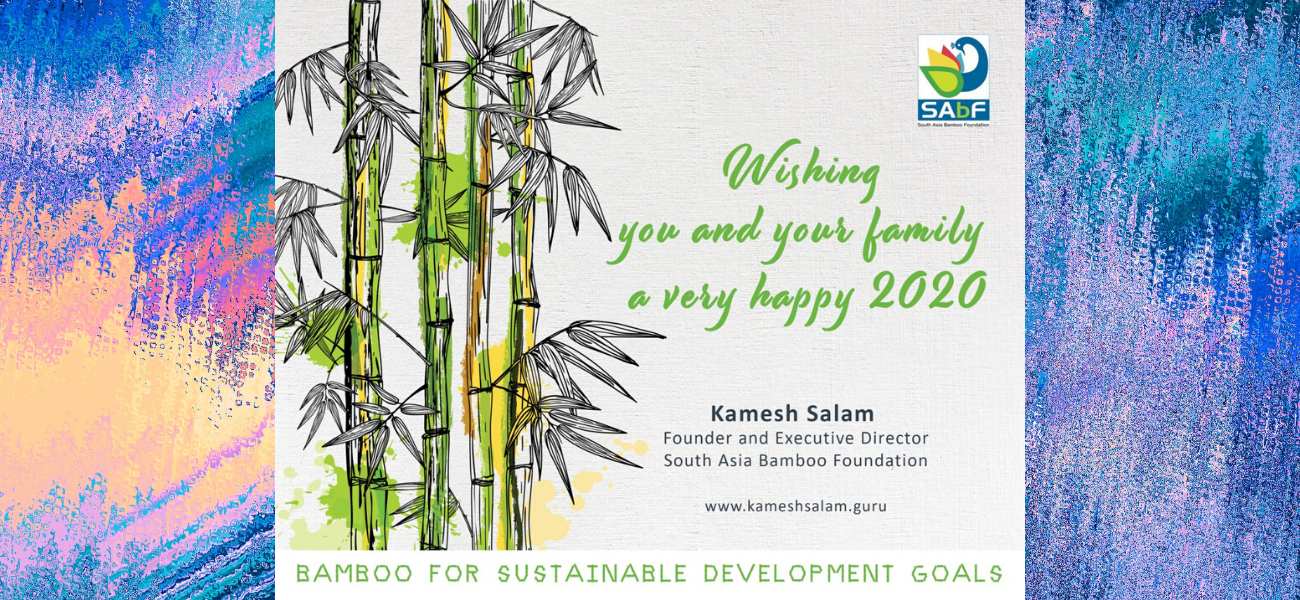 SAbF
South Asia Bamboo Foundation
Wishing
you and your family
a very happy 2020
Kamesh Salam
Founder and Executive Director
South Asia Bamboo Foundation
www.kameshsalam.guru
BAMBOO FOR SUSTAINABLE DEVELOPMENT GOALS